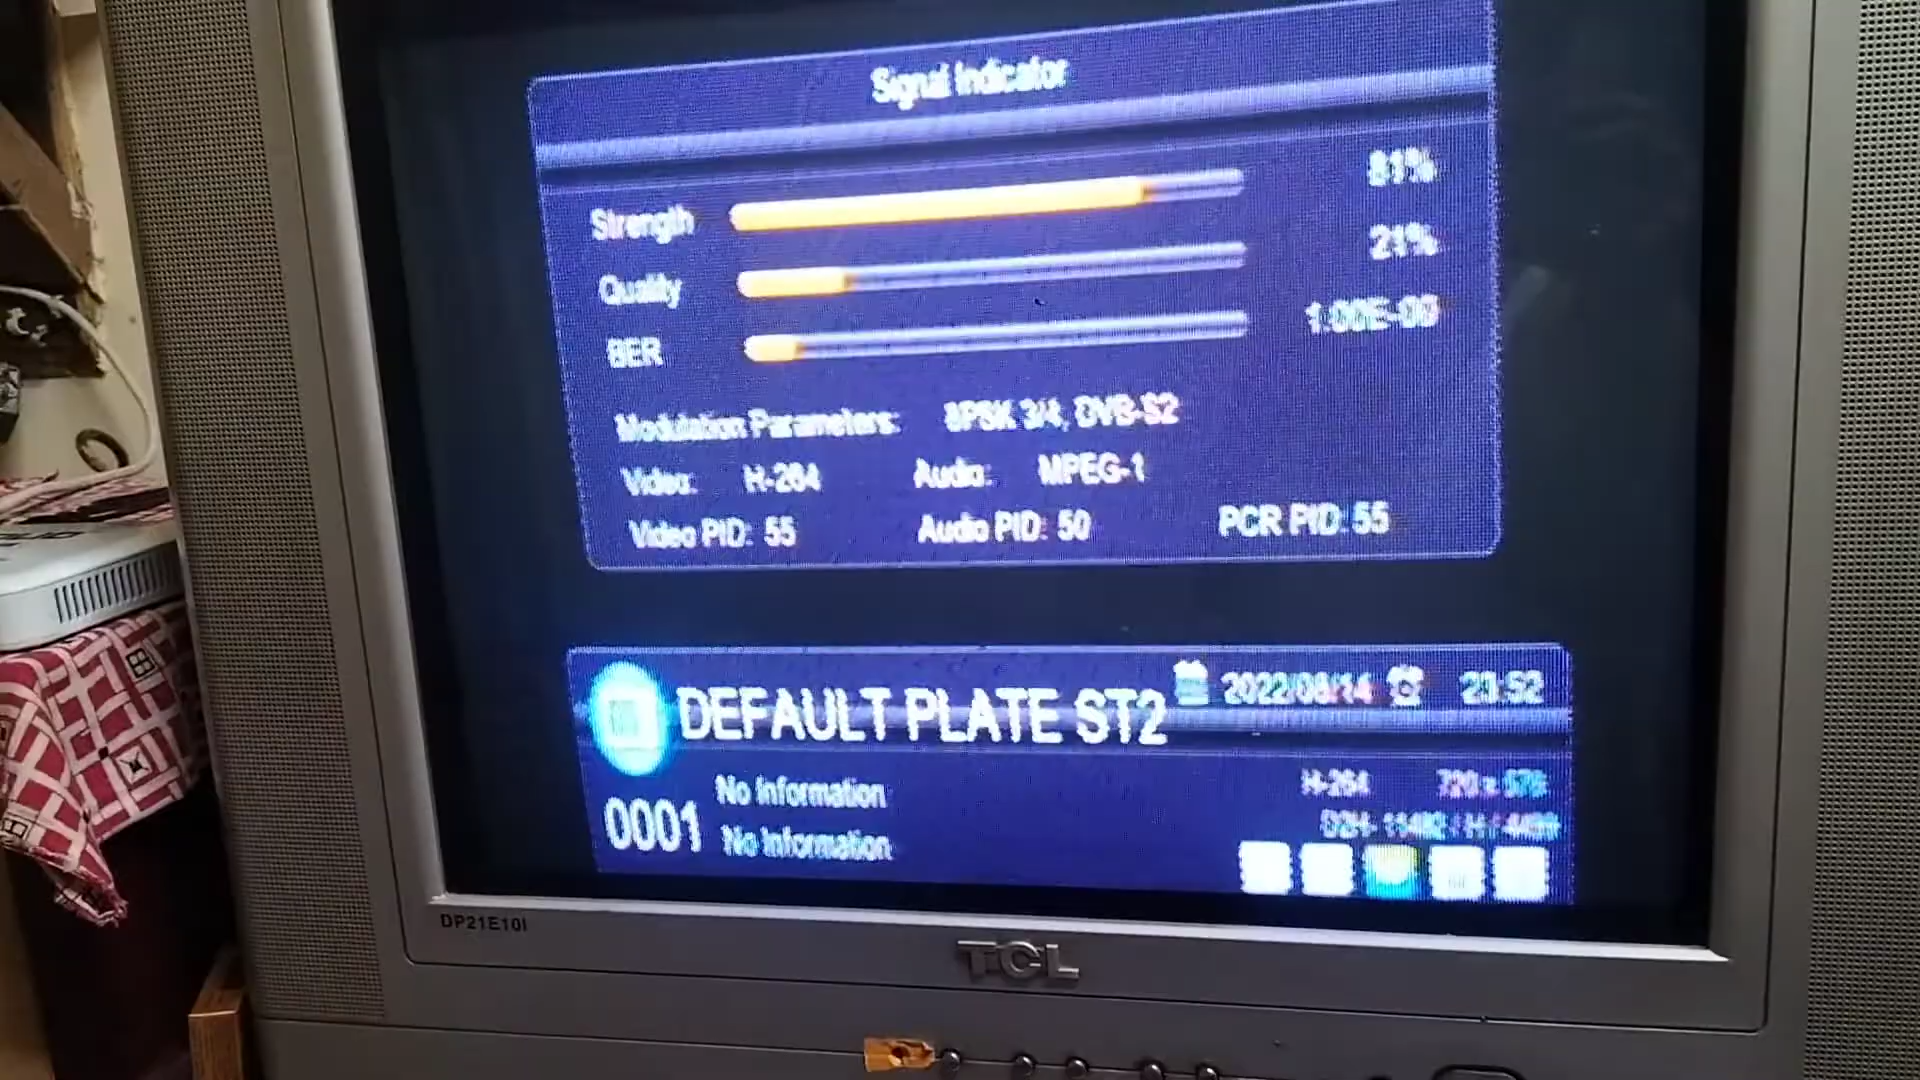 Signal Indicator
Strength 81%
Quality 21%
BER 1.00E-09
Modulation Parameters: 8PSK 3/4, DVB-S2
Video: H-264 Audio: MPEG-1
Video PID: 55 Audio PID: 50 PCR PID: 55
DEFAULT PLATE ST2 2022/08/14 23:52
No Information H-264 720 x 576
0001 No Information
DP21E10I
TCL